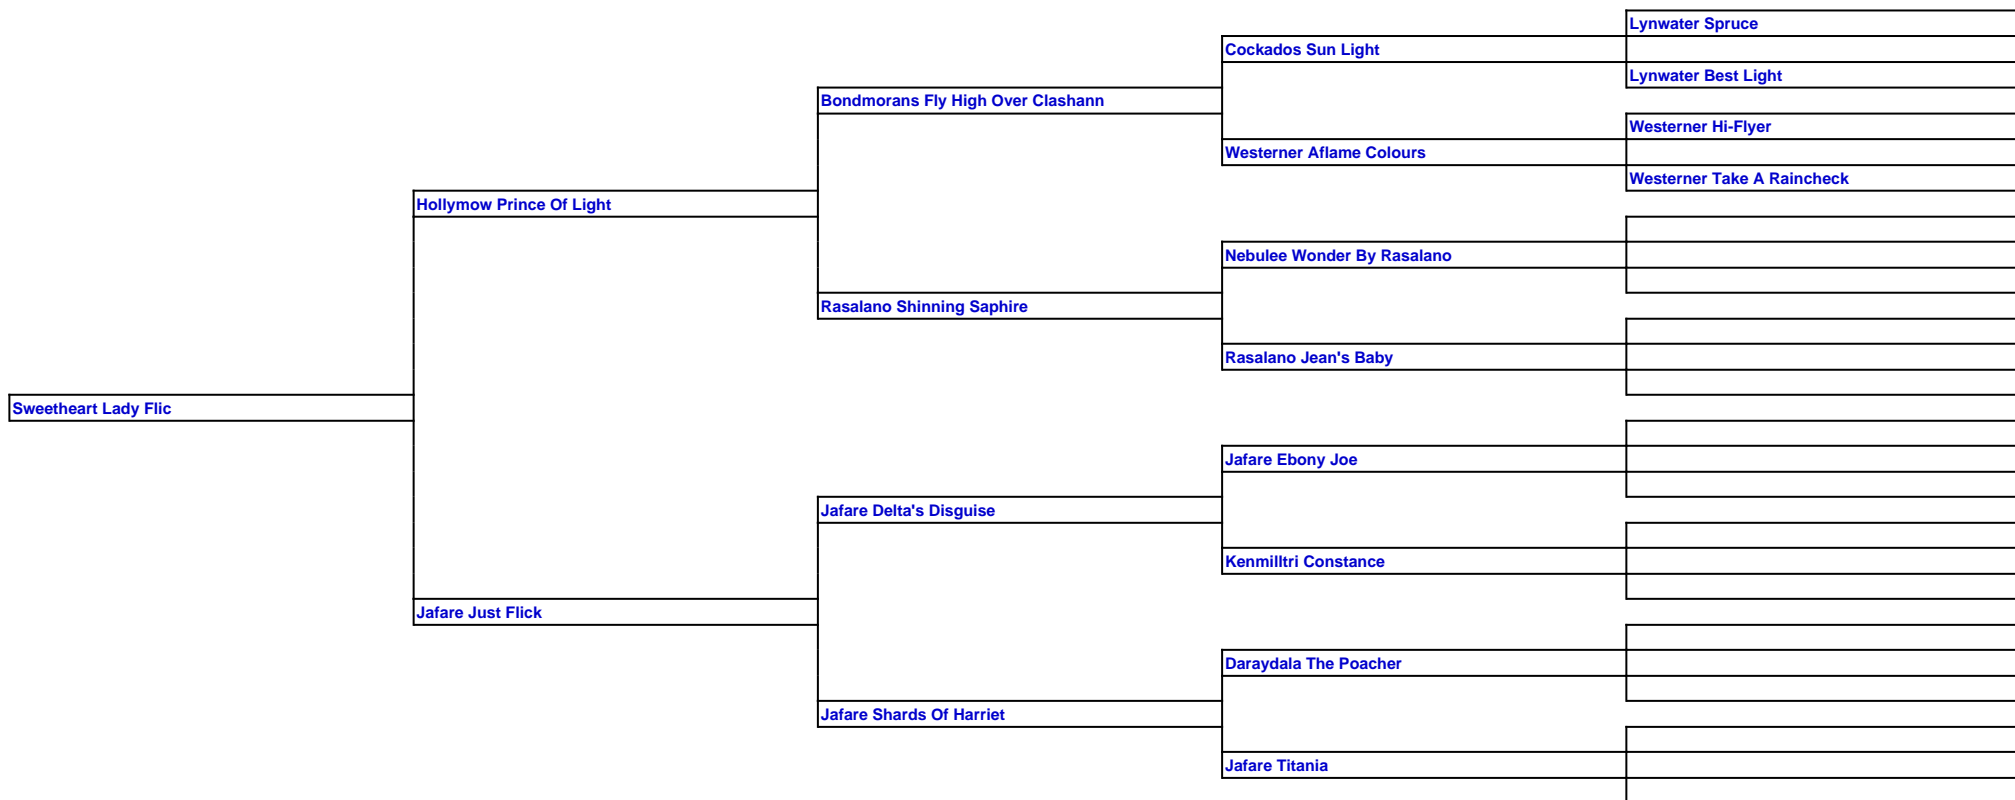 Lynwater Spruce
Cockados Sun Light
Lynwater Best Light
Bondmorans Fly High Over Clashann
Westerner Hi-Flyer
Westerner Aflame Colours
Westerner Take A Raincheck
Hollymow Prince Of Light
Nebulee Wonder By Rasalano
Rasalano Shinning Saphire
Rasalano Jean's Baby
Sweetheart Lady Flic
Jafare Ebony Joe
Jafare Delta's Disguise
Kenmilltri Constance
Jafare Just Flick
Daraydala The Poacher
Jafare Shards Of Harriet
Jafare Titania